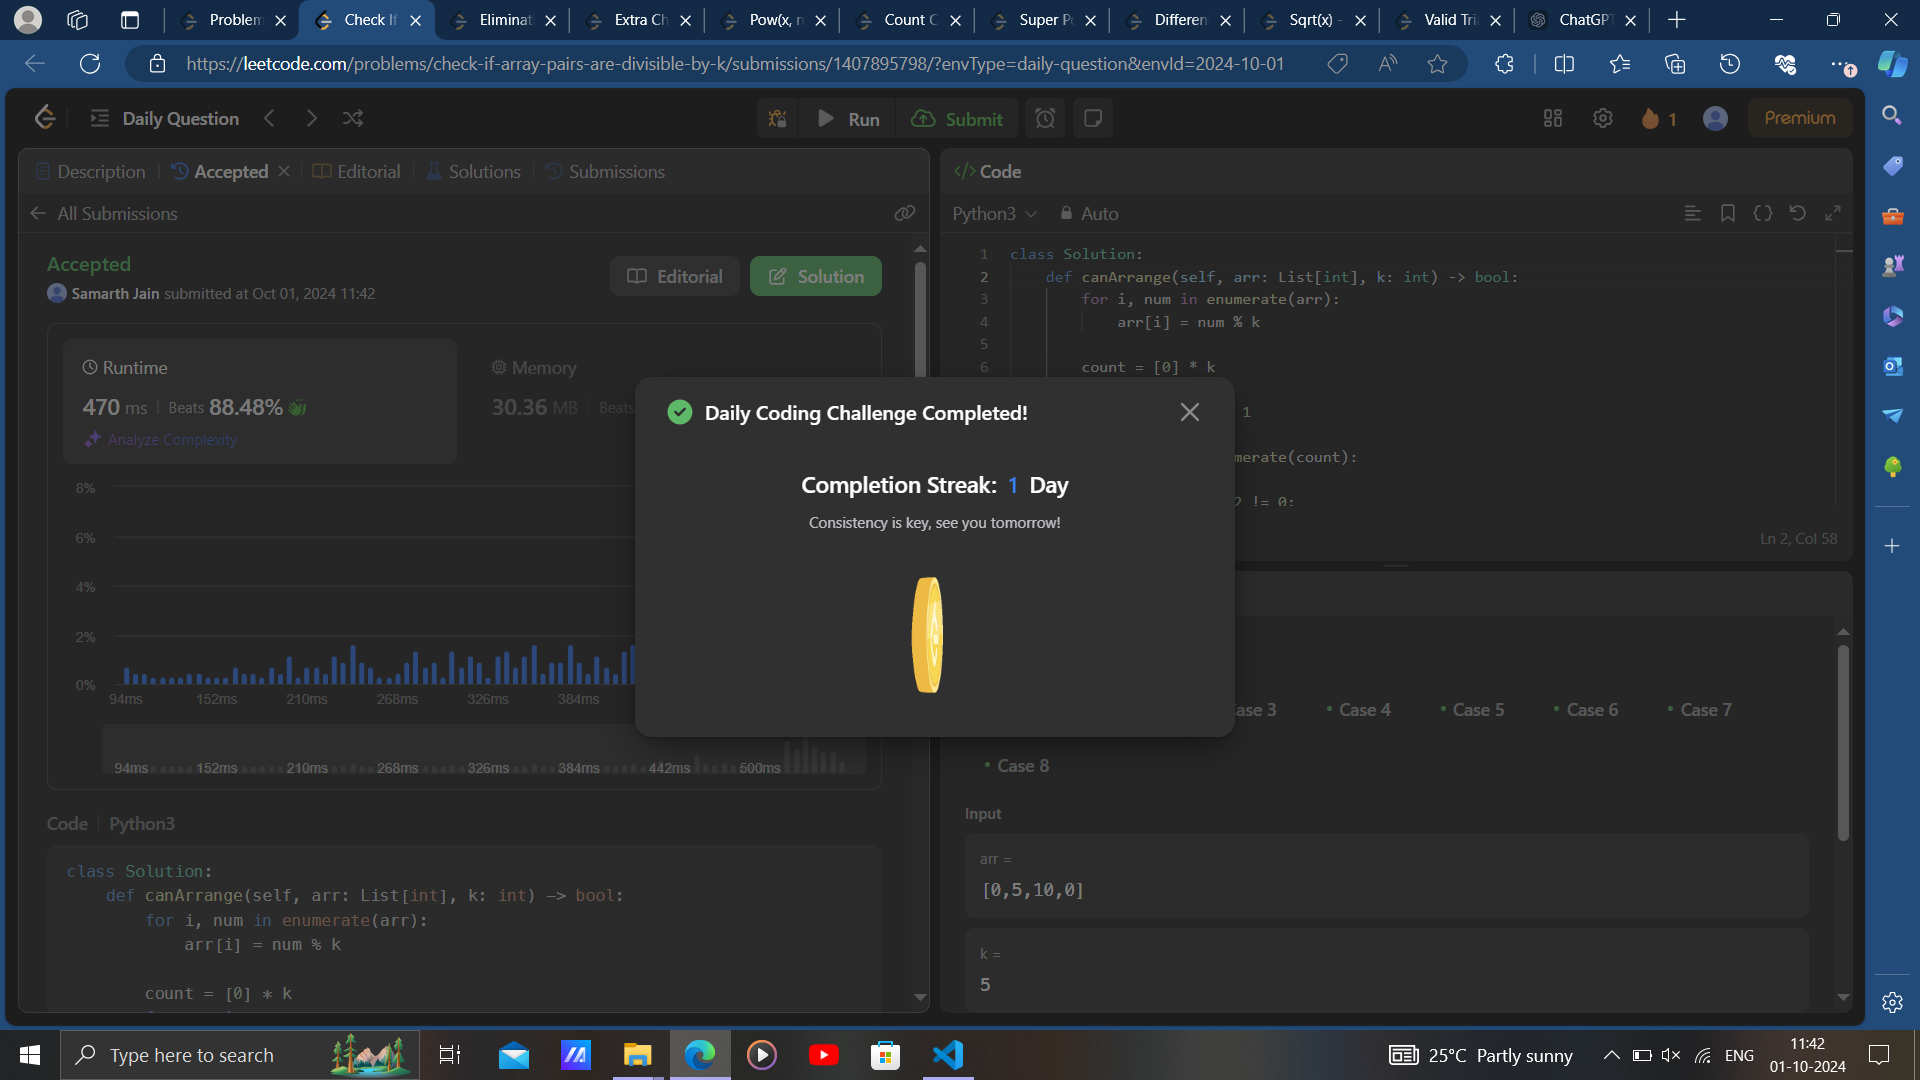 Problem
Check If
Eliminat
Extra Ch
Pow(x, n
Count C
Super P
Differen
Sqrt(x) -
Valid Tri
ChatGPT
https://leetcode.com/problems/check-if-array-pairs-are-divisible-by-k/submissions/1407895798/?envType=daily-question&envId=2024-10-01
Daily Question
Run
Submit
1
Premium
Description
Accepted
Editorial
Solutions
Submissions
All Submissions
Accepted
Samarth Jain submitted at Oct 01, 2024 11:42
Editorial
Solution
Runtime
470 ms
Beats 88.48%
Analyze Complexity
Memory
30.36 MB
Beats
8%
6%
4%
2%
0%
94ms 152ms 210ms 268ms 326ms 384ms
94ms 152ms 210ms 268ms 326ms 384ms 442ms 500ms
Code
Python3
class Solution:
def canArrange(self, arr: List[int], k: int) -> bool:
for i, num in enumerate(arr):
arr[i] = num % k
count = [0] * k
Daily Coding Challenge Completed!
Completion Streak: 1 Day
Consistency is key, see you tomorrow!
Code
Python3
Auto
1 class Solution:
2 def canArrange(self, arr: List[int], k: int) -> bool:
3 for i, num in enumerate(arr):
4 arr[i] = num % k
5
6 count = [0] * k
1
merate(count):
2 != 0:
Ln 2, Col 58
Case 3
Case 4
Case 5
Case 6
Case 7
Case 8
Input
arr =
[0,5,10,0]
k =
5
Type here to search
25°C Partly sunny
ENG
11:42
01-10-2024